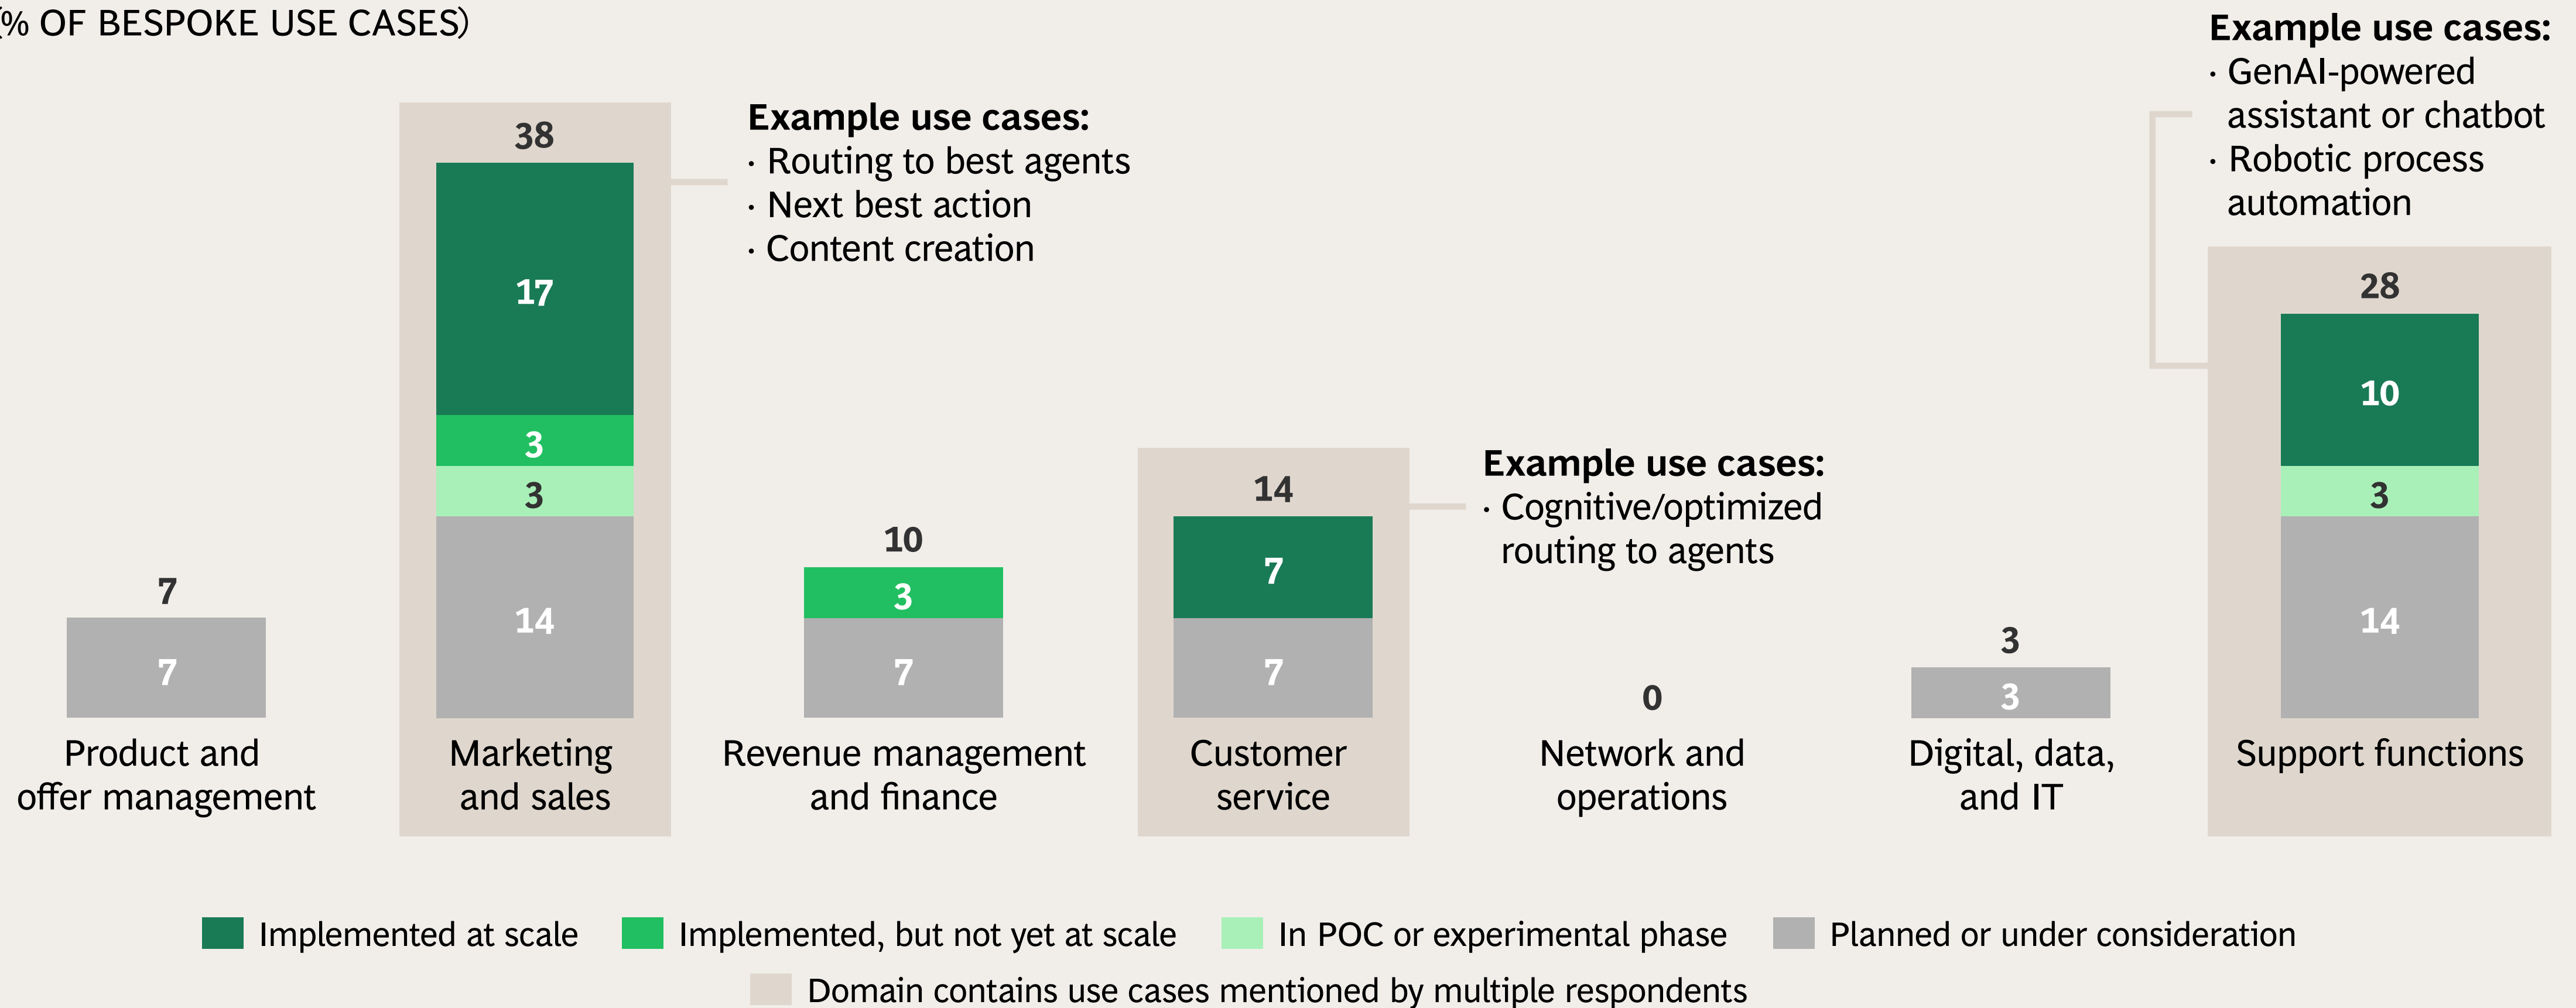 (% OF BESPOKE USE CASES)
Example use cases:
· GenAI-powered
assistant or chatbot
· Robotic process
automation
38
Example use cases:
· Routing to best agents
· Next best action
· Content creation
17
3
3
14
28
10
3
14
14
Example use cases:
· Cognitive/optimized
routing to agents
7
7
10
3
7
7
7
0
3
3
Product and
offer management
Marketing
and sales
Revenue management
and finance
Customer
service
Network and
operations
Digital, data,
and IT
Support functions
Implemented at scale
Implemented, but not yet at scale
In POC or experimental phase
Planned or under consideration
Domain contains use cases mentioned by multiple respondents